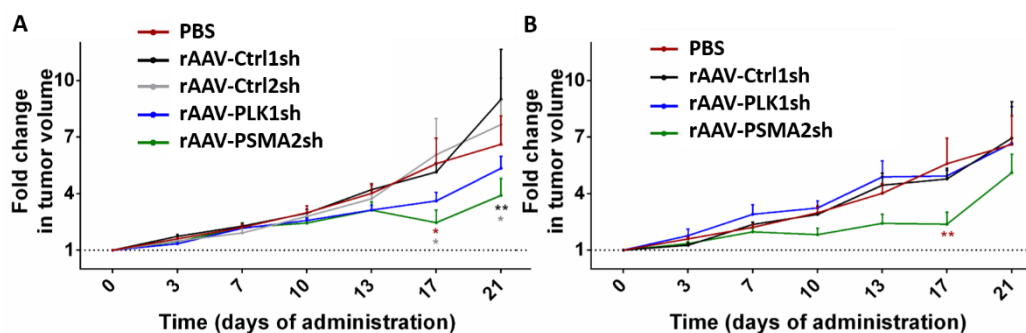 A
PBS
rAAV-Ctrl1sh
rAAV-Ctrl2sh
rAAV-PLK1sh
rAAV-PSMA2sh
Fold change
in tumor volume
10
7
4
1
**
*
*
*
0
3
7
10
13
17
21
Time (days of administration)
B
PBS
rAAV-Ctrl1sh
rAAV-PLK1sh
rAAV-PSMA2sh
Fold change
in tumor volume
10
7
4
1
**
0
3
7
10
13
17
21
Time (days of administration)